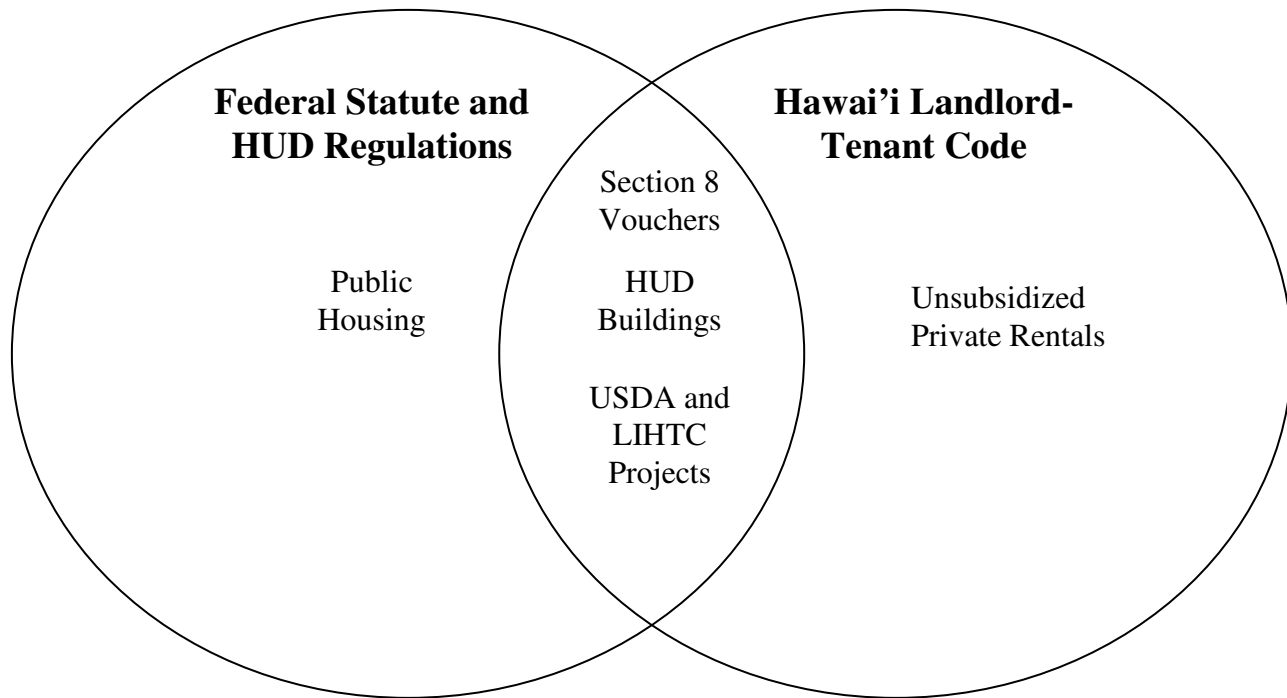 Federal Statute and
HUD Regulations
Hawai’i Landlord-
Tenant Code
Public
Housing
Section 8
Vouchers
HUD
Buildings
USDA and
LIHTC
Projects
Unsubsidized
Private Rentals